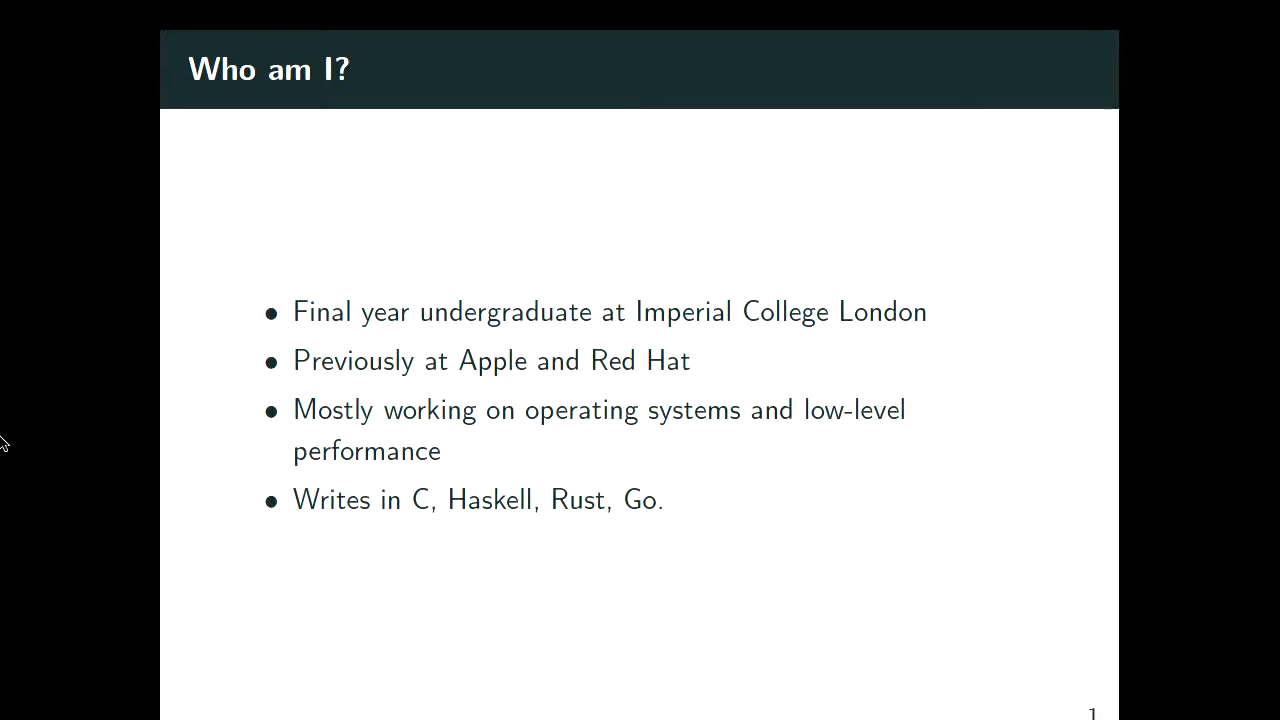 Who am I?
• Final year undergraduate at Imperial College London
• Previously at Apple and Red Hat
• Mostly working on operating systems and low-level
performance
• Writes in C, Haskell, Rust, Go.
1